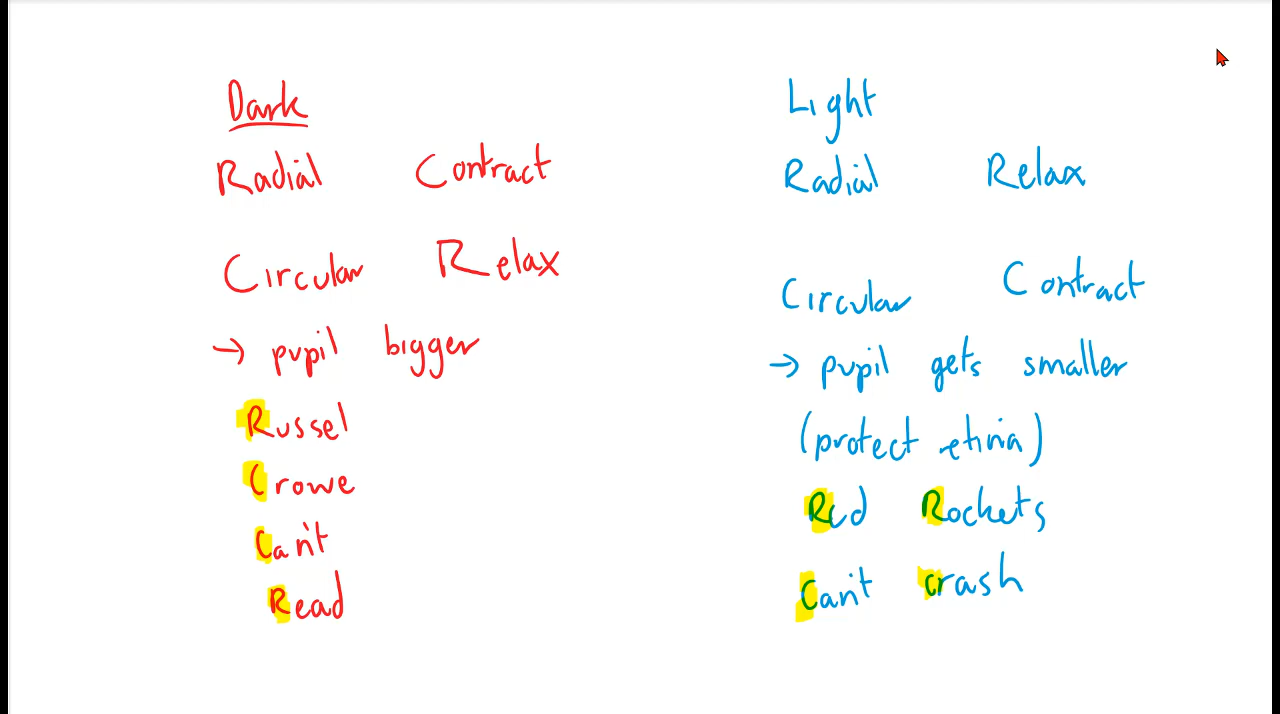 Dark
Radial Contract
Circular Relax
→ pupil bigger
Russel
Crowe
Can't
Read
Light
Radial Relax
Circular Contract
→ pupil gets smaller
(protect retina)
Red Rockets
Can't crash